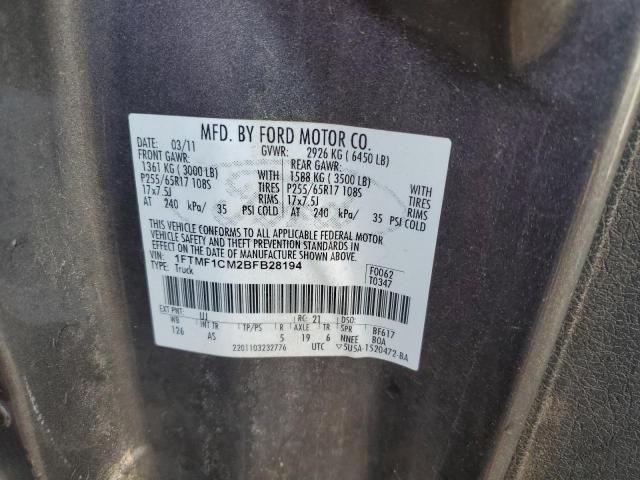 MFD. BY FORD MOTOR CO.
DATE: 03/11 GVWR: 2926 KG ( 6450 LB)
FRONT GAWR: REAR GAWR:
1361 KG ( 3000 LB) WITH 1588 KG ( 3500 LB) WITH
P255/65R17 108S TIRES P255/65R17 108S TIRES
17x7.5J RIMS 17x7.5J RIMS
AT 240 kPa/ 35 PSI COLD AT 240 kPa/ 35 PSI COLD
THIS VEHICLE CONFORMS TO ALL APPLICABLE FEDERAL MOTOR
VEHICLE SAFETY AND THEFT PREVENTION STANDARDS IN
EFFECT ON THE DATE OF MANUFACTURE SHOWN ABOVE.
VIN: 1FTMF1CM2BFB28194 F0062
TYPE: Truck T0347
EXT PNT: UJ RC: 21 DSO:
WB INT TR TP/PS R AXLE TR SPR BF617
126 AS 5 19 6 NNEE BOA
2201103232776 UTC ▽5U5A-1520472-BA